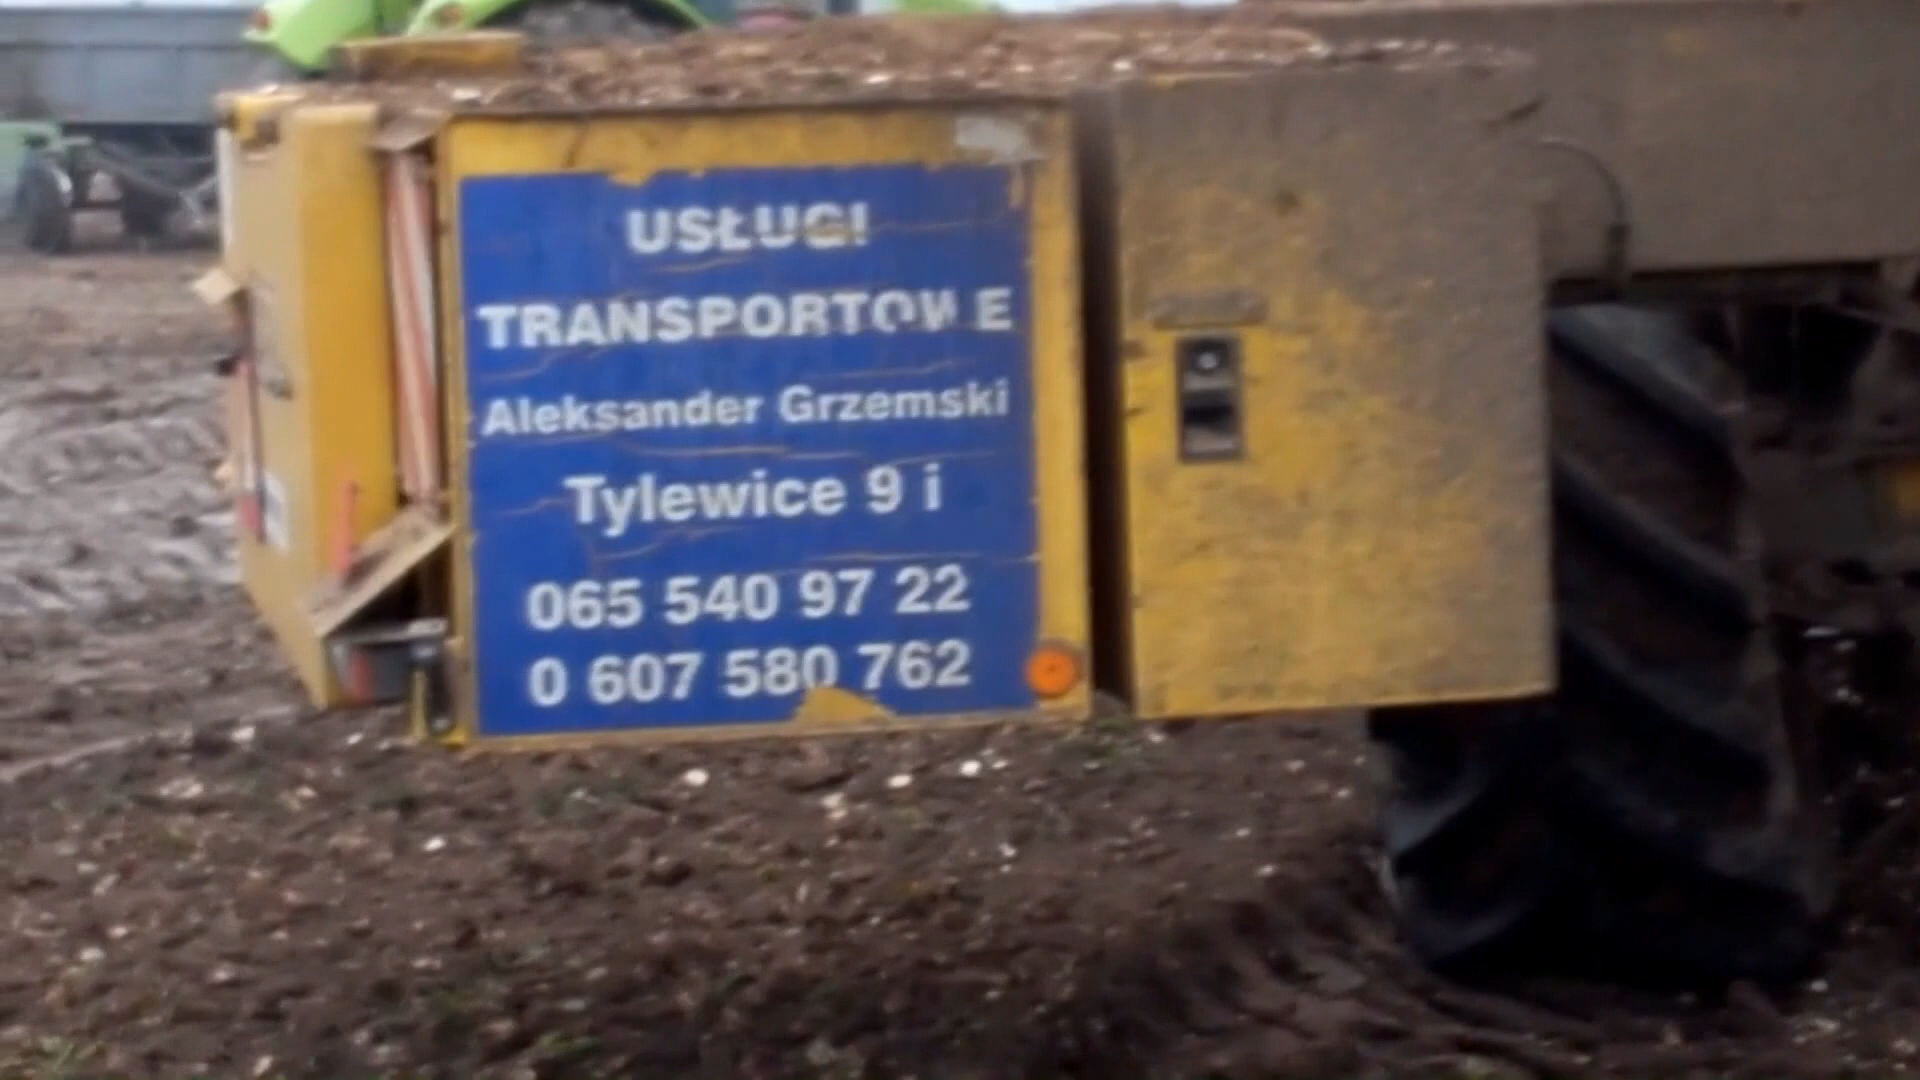 USŁUGI
TRANSPORTOWE
Aleksander Grzemski
Tylewice 9 i
065 540 97 22
0 607 580 762